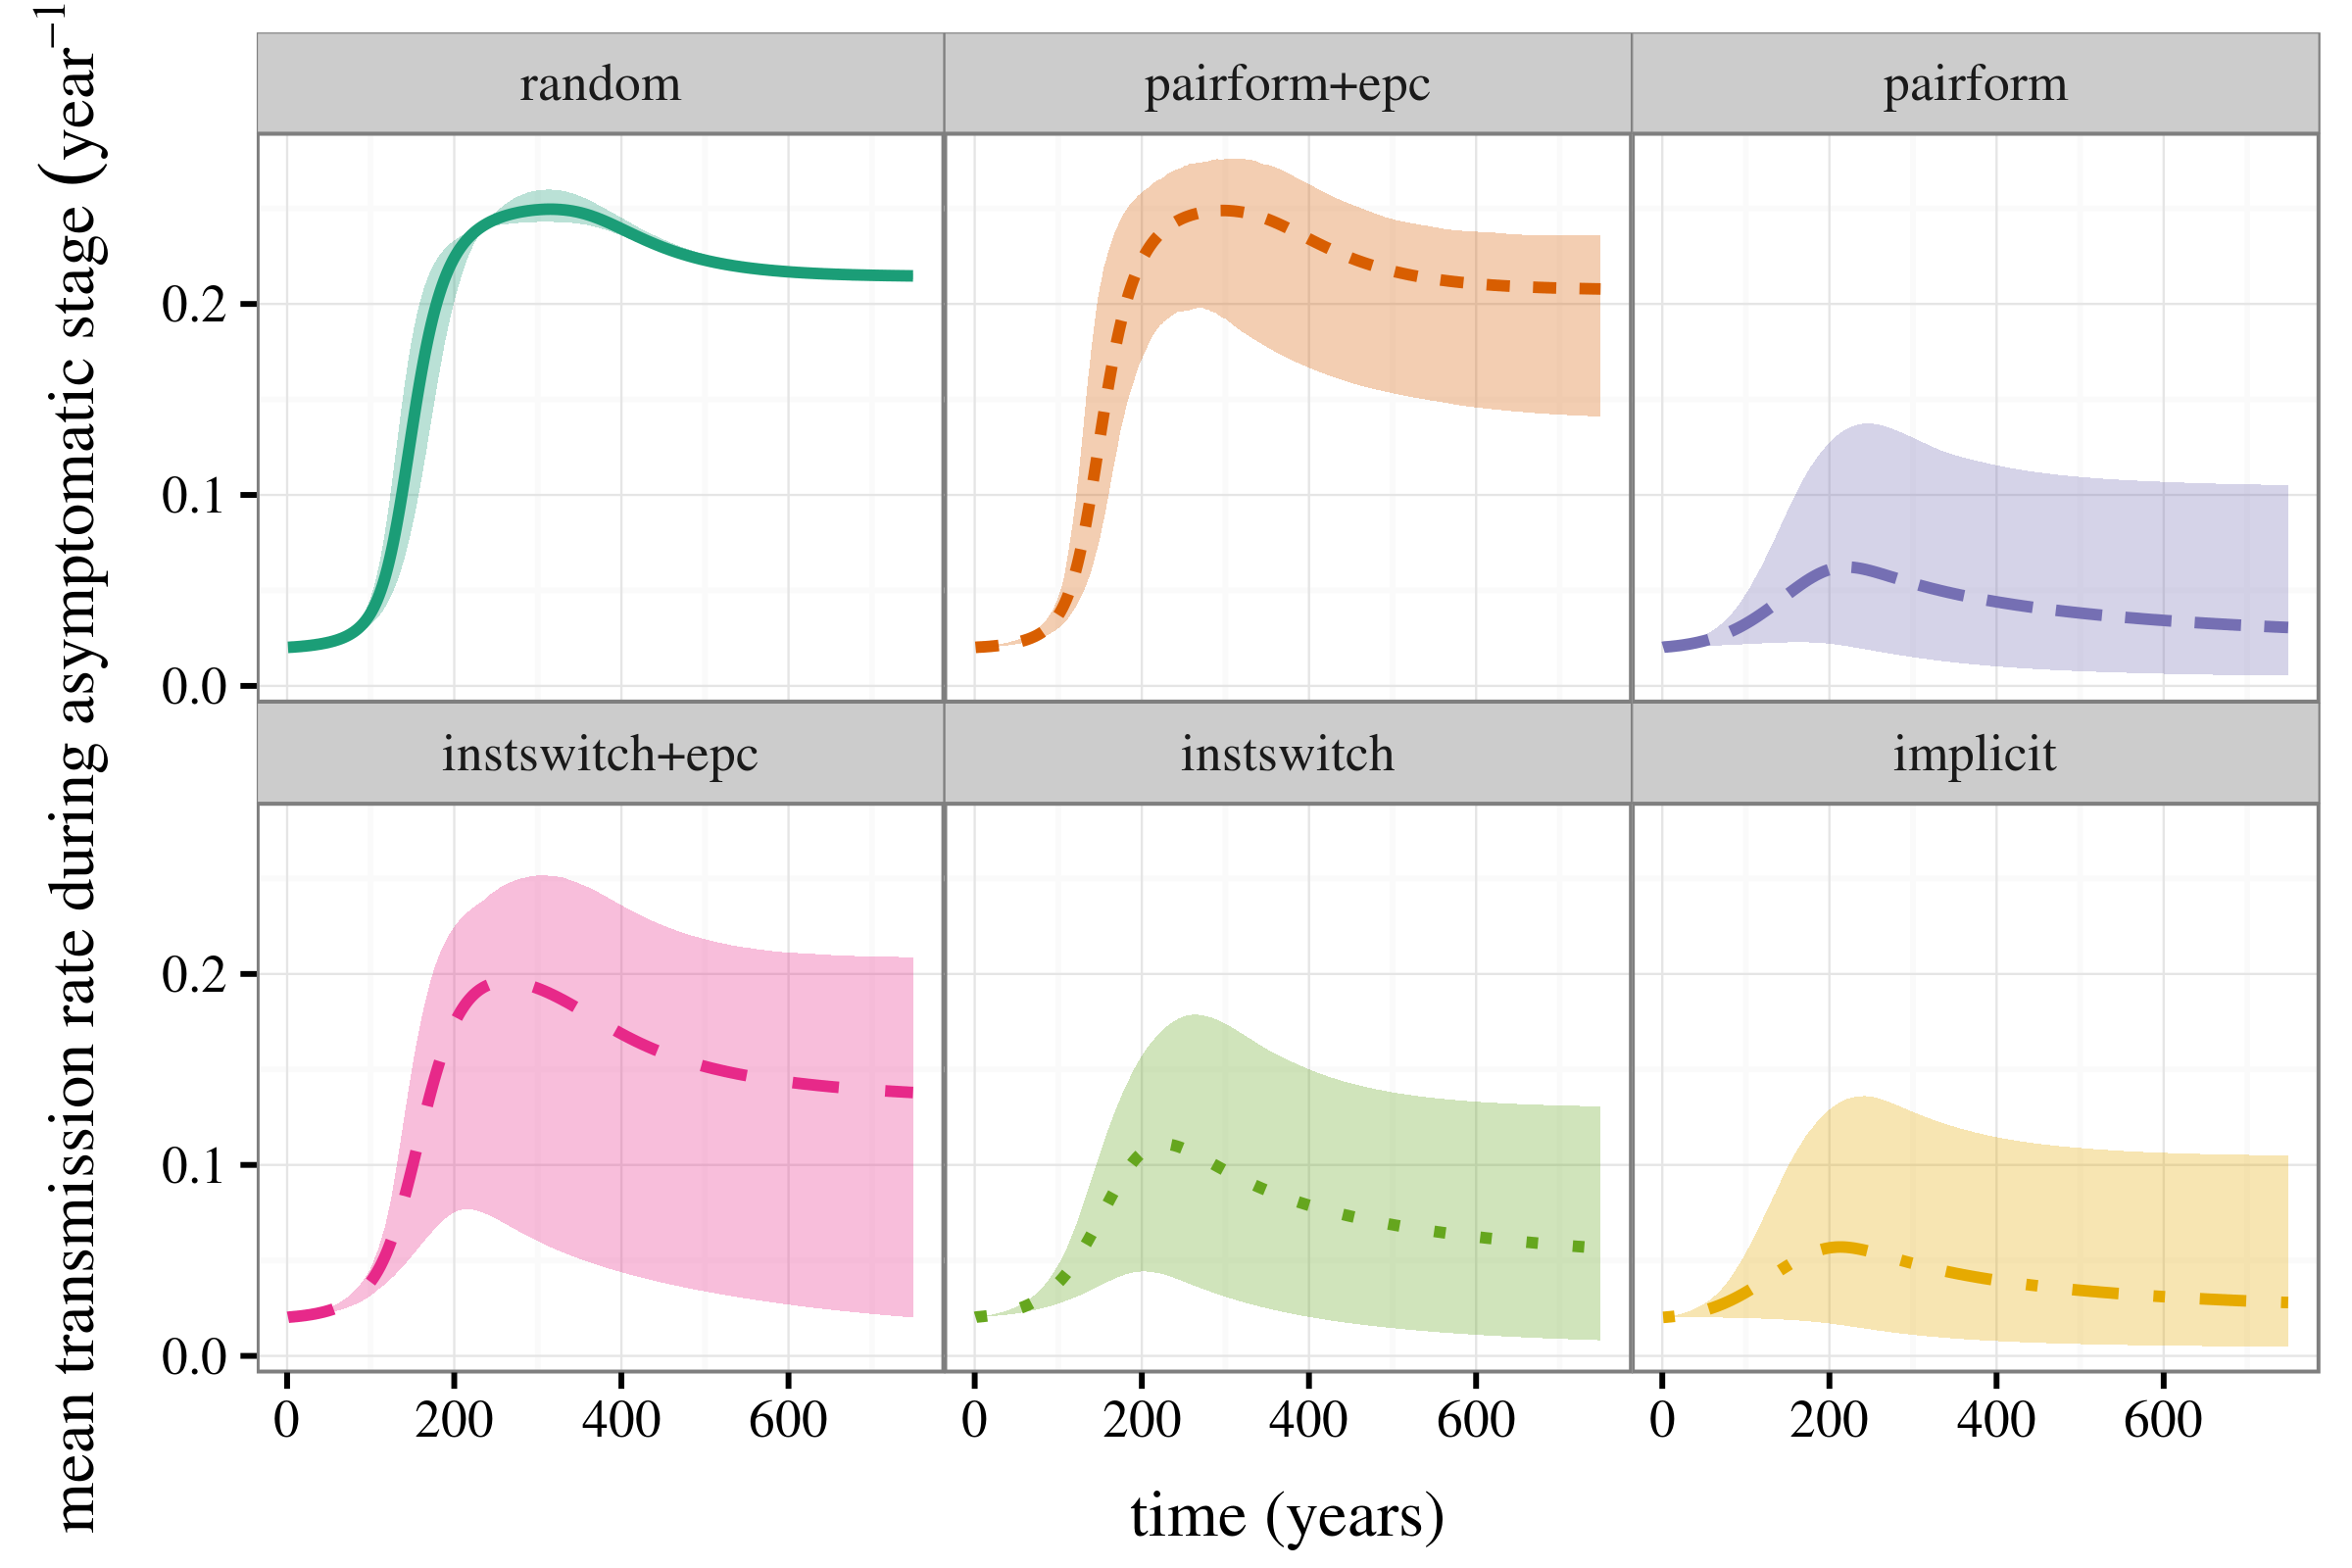 mean transmission rate during asymptomatic stage (year⁻¹
random
pairform+epc
pairform
0.2
0.1
0.0
instswitch+epc
instswitch
implicit
0.2
0.1
0.0
0 200 400 600 0 200 400 600 0 200 400 600
time (years)